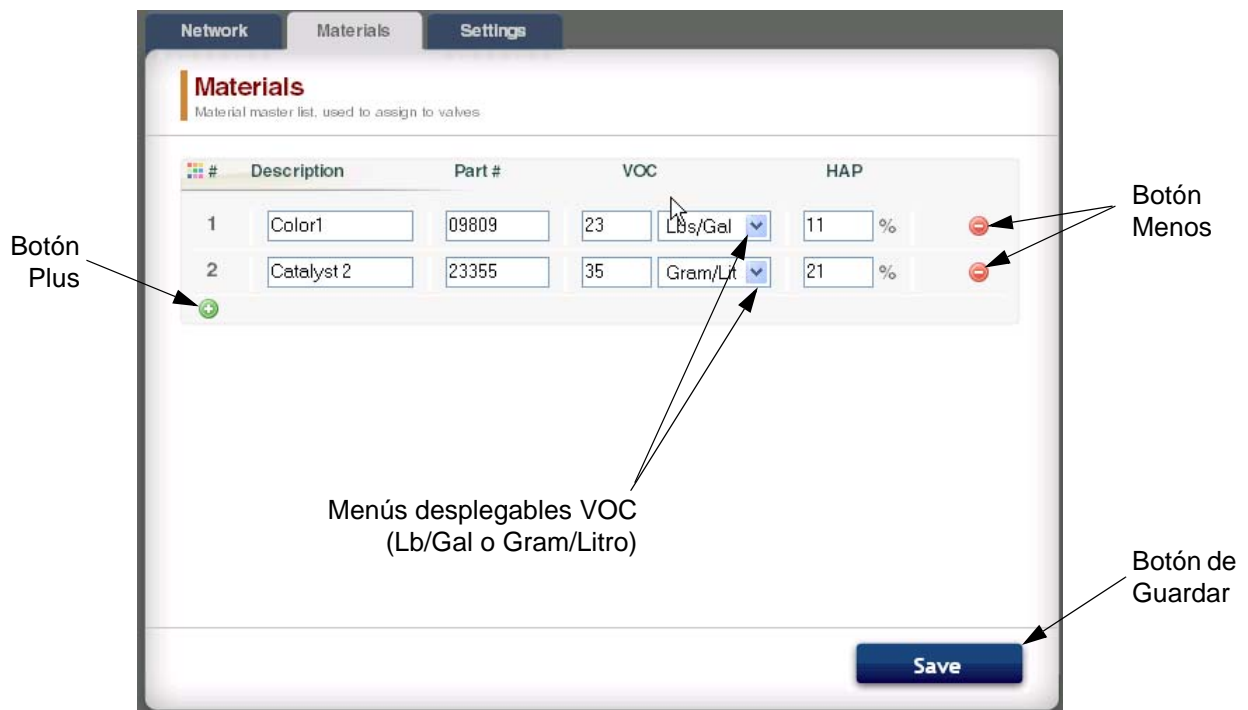 Network Materials Settings
Materials
Material master list, used to assign to valves
# Description Part # VOC HAP
1 Color1 09809 23 Lbs/Gal 11 %
2 Catalyst 2 23355 35 Gram/Lit 21 %
Botón
Plus
Botón
Menos
Menús desplegables VOC
(Lb/Gal o Gram/Litro)
Botón de
Guardar
Save